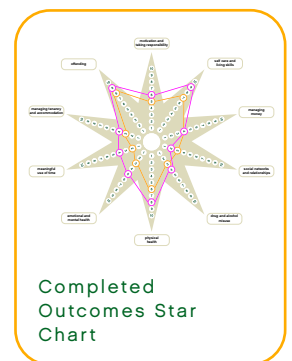 motivation and
taking responsibility
self care and
living skills
managing
money
social networks
and relationships
drug and alcohol
misuse
physical
health
emotional and
mental health
meaningful
use of time
managing tenancy
and accommodation
offending
Completed
Outcomes Star
Chart